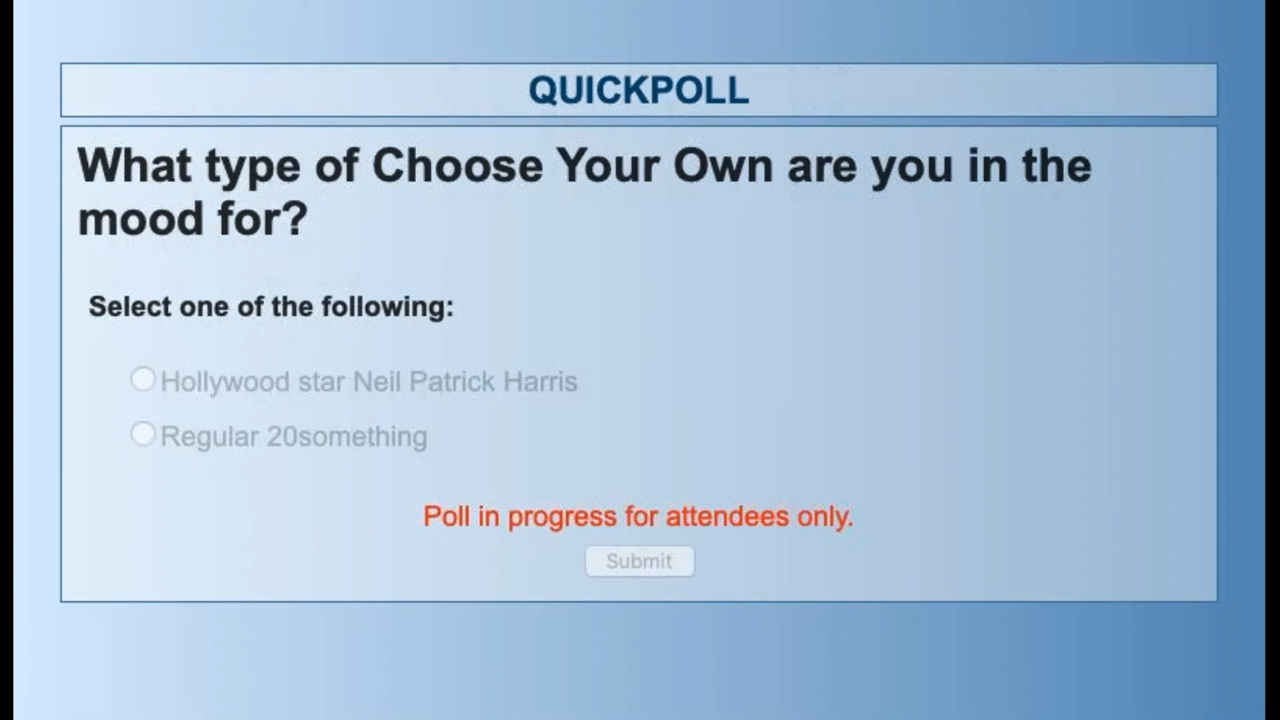 QUICKPOLL
What type of Choose Your Own are you in the
mood for?
Select one of the following:
Hollywood star Neil Patrick Harris
Regular 20something
Poll in progress for attendees only.
Submit